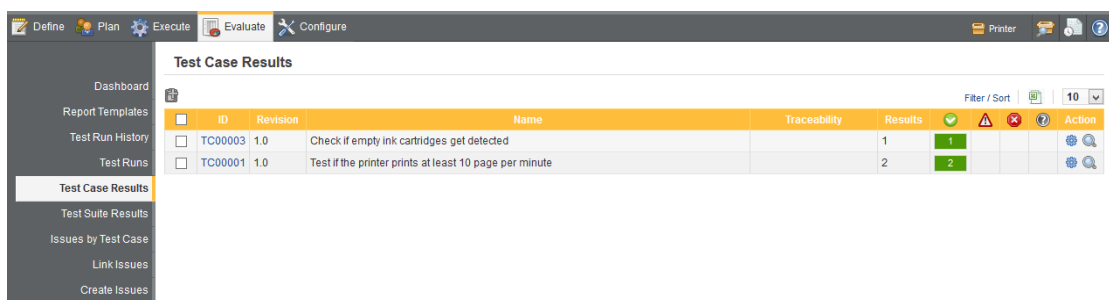 Define Plan Execute Evaluate Configure Printer
Test Case Results
Dashboard
Report Templates
Test Run History
Test Runs
Test Case Results
Test Suite Results
Issues by Test Case
Link Issues
Create Issues
Filter / Sort 10
ID Revision Name Traceability Results Action
TC00003 1.0 Check if empty ink cartridges get detected 1 1
TC00001 1.0 Test if the printer prints at least 10 page per minute 2 2